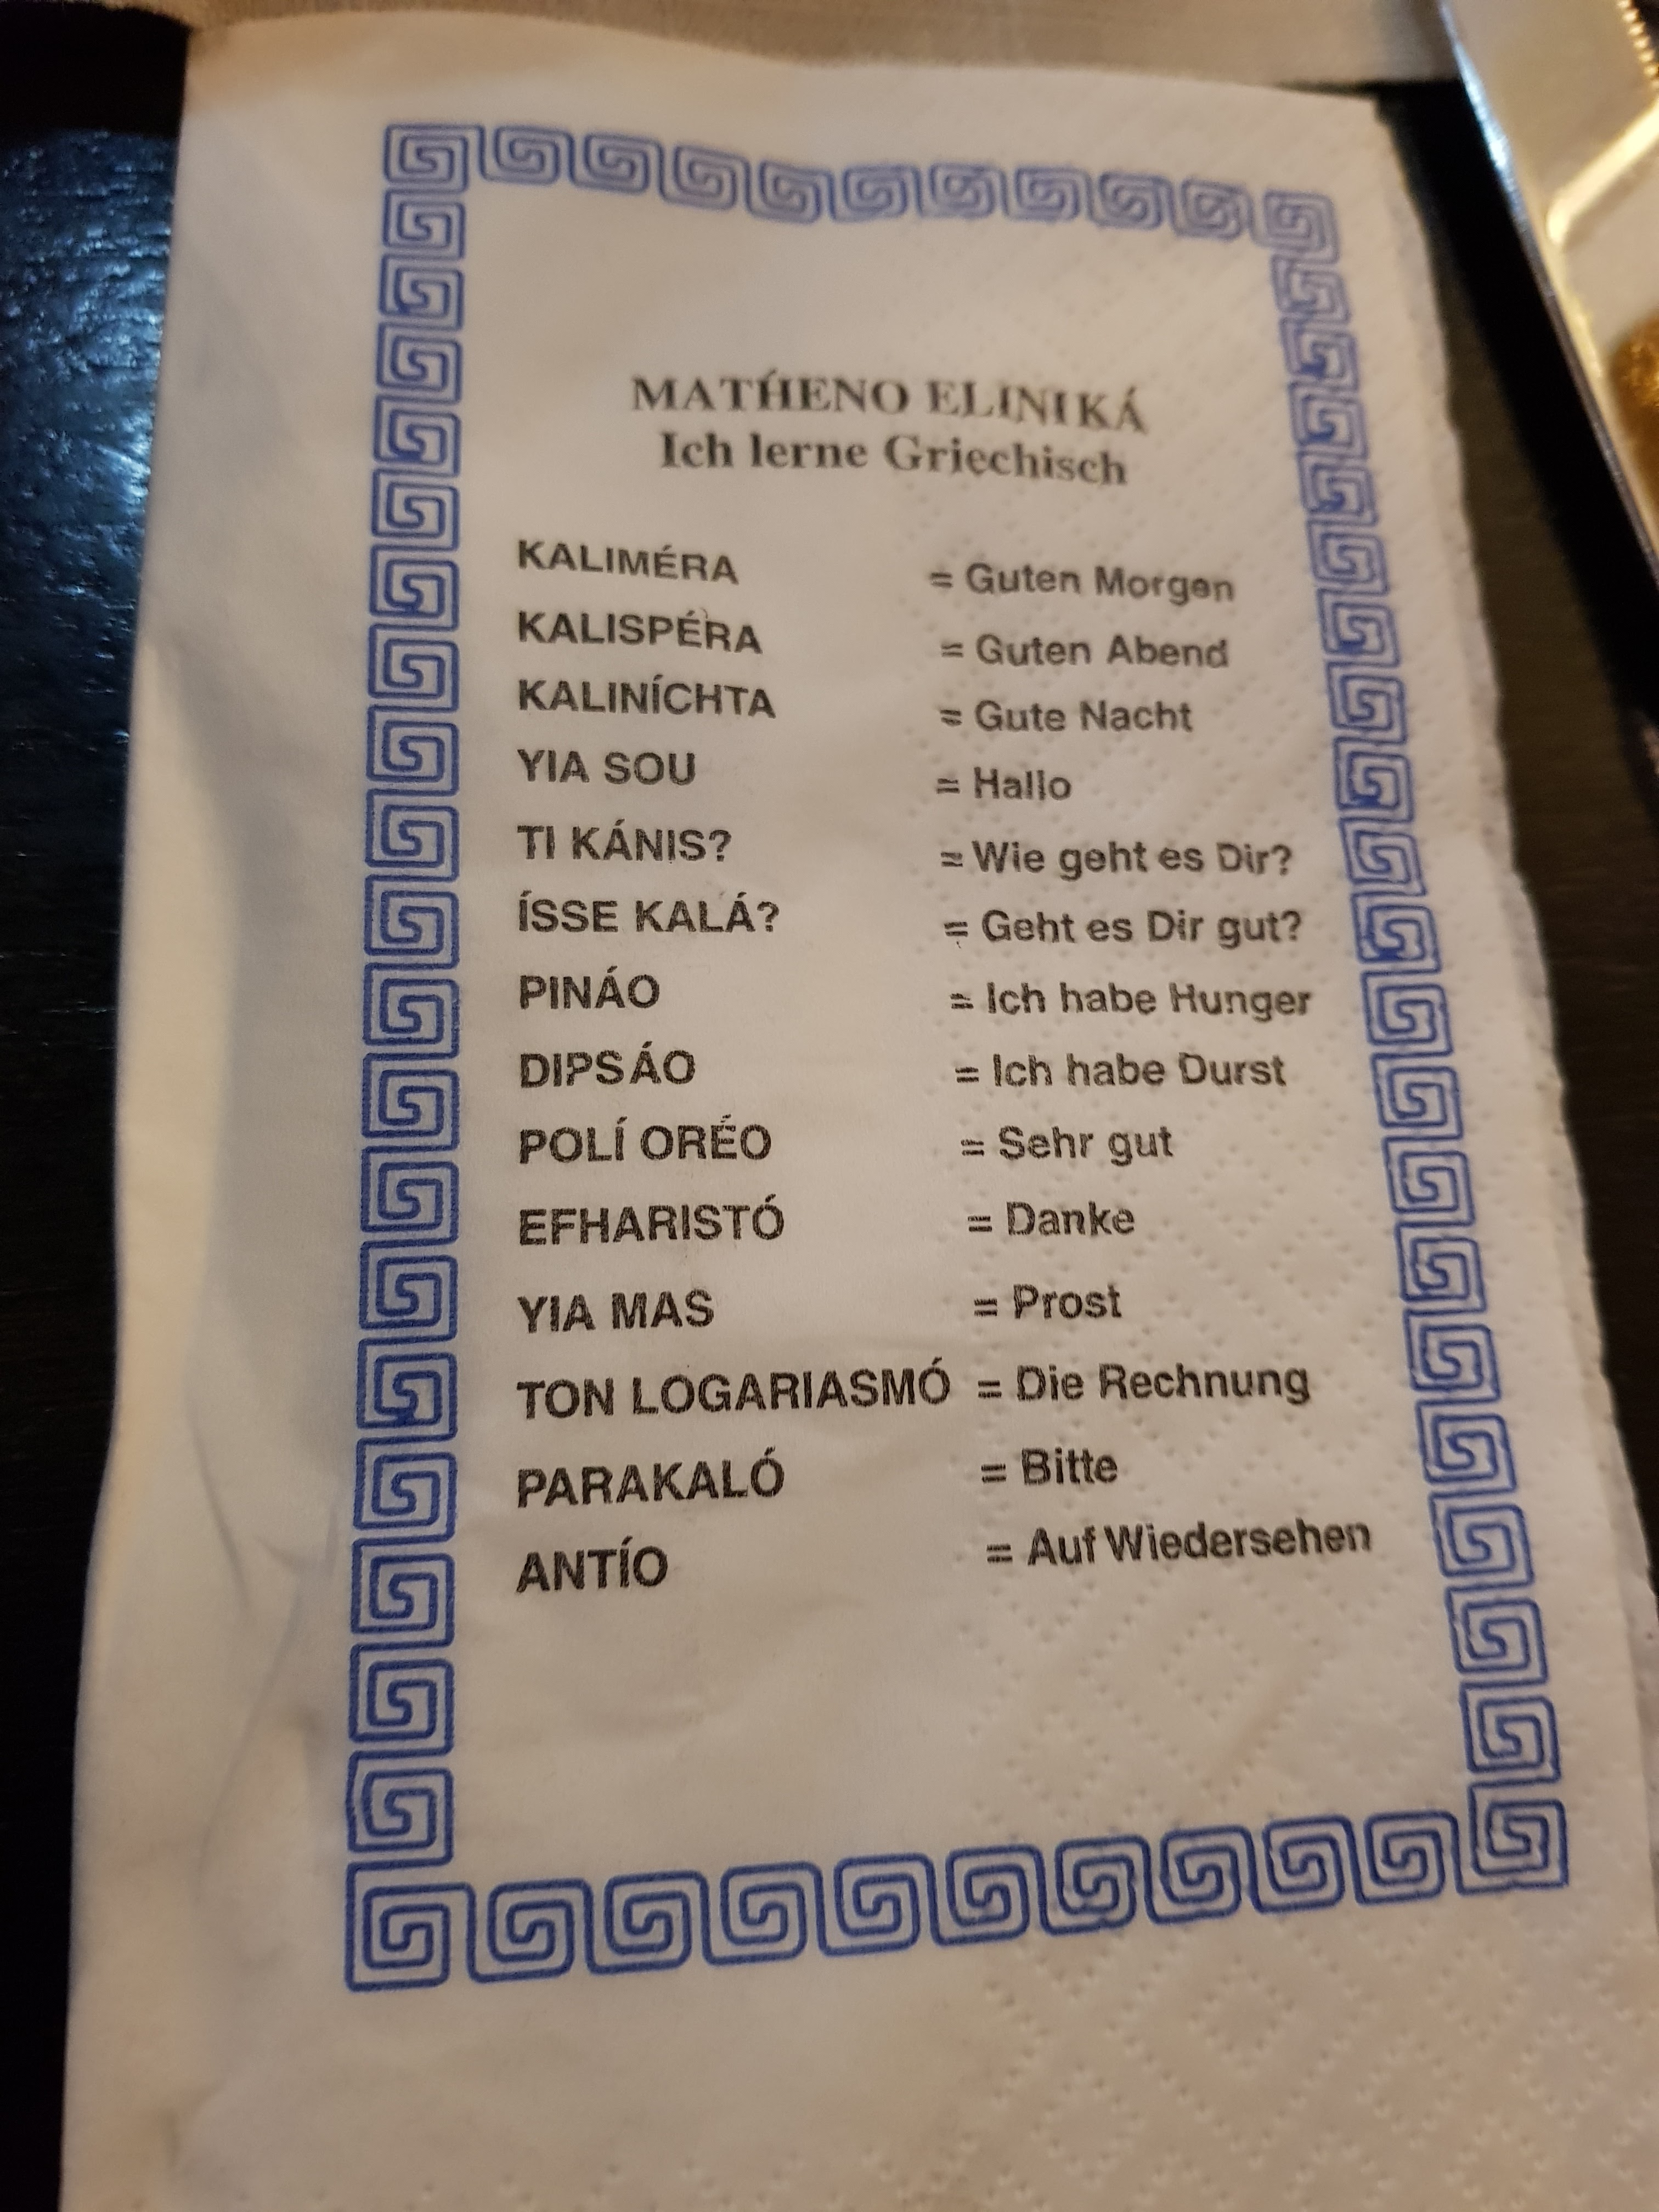 MATH́ENO ELINIKÁ
Ich lerne Griechisch
KALIMÉRA = Guten Morgen
KALISPÉRA = Guten Abend
KALINÍCHTA = Gute Nacht
YIA SOU = Hallo
TI KÁNIS? = Wie geht es Dir?
ÍSSE KALÁ? = Geht es Dir gut?
PINÁO = Ich habe Hunger
DIPSÁO = Ich habe Durst
POLÍ ORÉO = Sehr gut
EFHARISTÓ = Danke
YIA MAS = Prost
TON LOGARIASMÓ = Die Rechnung
PARAKALÓ = Bitte
ANTÍO = Auf Wiedersehen